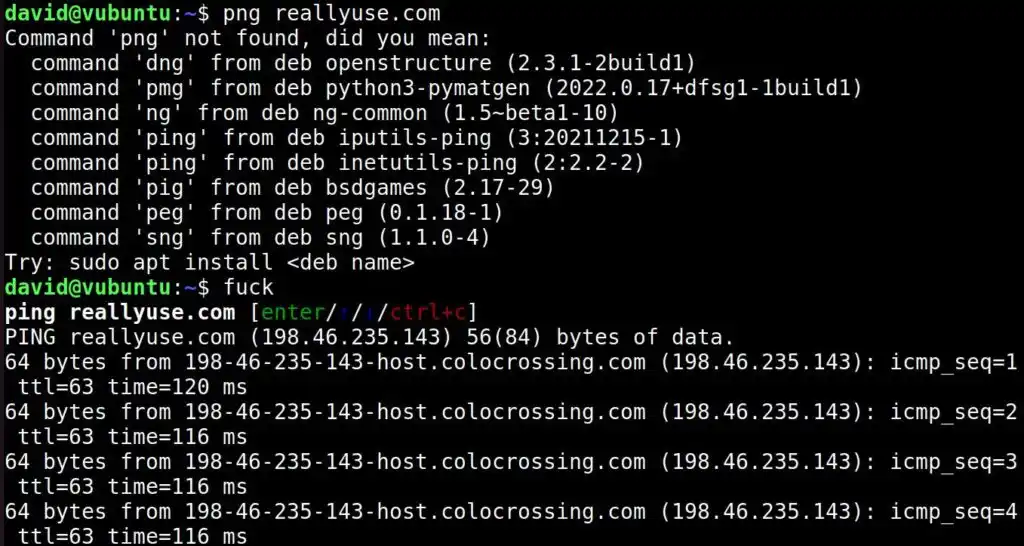 david@vubuntu:~$ png reallyuse.com
Command 'png' not found, did you mean:
  command 'dng' from deb openstructure (2.3.1-2build1)
  command 'pmg' from deb python3-pymatgen (2022.0.17+dfsg1-1build1)
  command 'ng' from deb ng-common (1.5~beta1-10)
  command 'ping' from deb iputils-ping (3:20211215-1)
  command 'ping' from deb inetutils-ping (2:2.2-2)
  command 'pig' from deb bsdgames (2.17-29)
  command 'peg' from deb peg (0.1.18-1)
  command 'sng' from deb sng (1.1.0-4)
Try: sudo apt install <deb name>
david@vubuntu:~$ fuck
ping reallyuse.com [enter/↑/↓/ctrl+c]
PING reallyuse.com (198.46.235.143) 56(84) bytes of data.
64 bytes from 198-46-235-143-host.colocrossing.com (198.46.235.143): icmp_seq=1
 ttl=63 time=120 ms
64 bytes from 198-46-235-143-host.colocrossing.com (198.46.235.143): icmp_seq=2
 ttl=63 time=116 ms
64 bytes from 198-46-235-143-host.colocrossing.com (198.46.235.143): icmp_seq=3
 ttl=63 time=116 ms
64 bytes from 198-46-235-143-host.colocrossing.com (198.46.235.143): icmp_seq=4
 ttl=63 time=116 ms